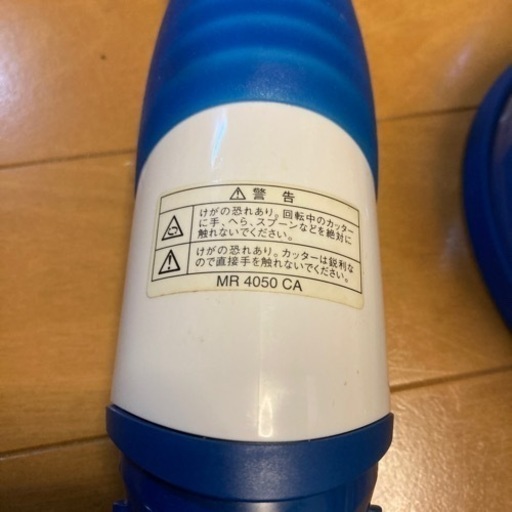 ⚠ 警告
けがの恐れあり。回転中のカッター
に手、へら、スプーンなどを絶対に
触れないでください。
けがの恐れあり。カッターは鋭利な
ので直接手を触れないでください。
MR 4050 CA